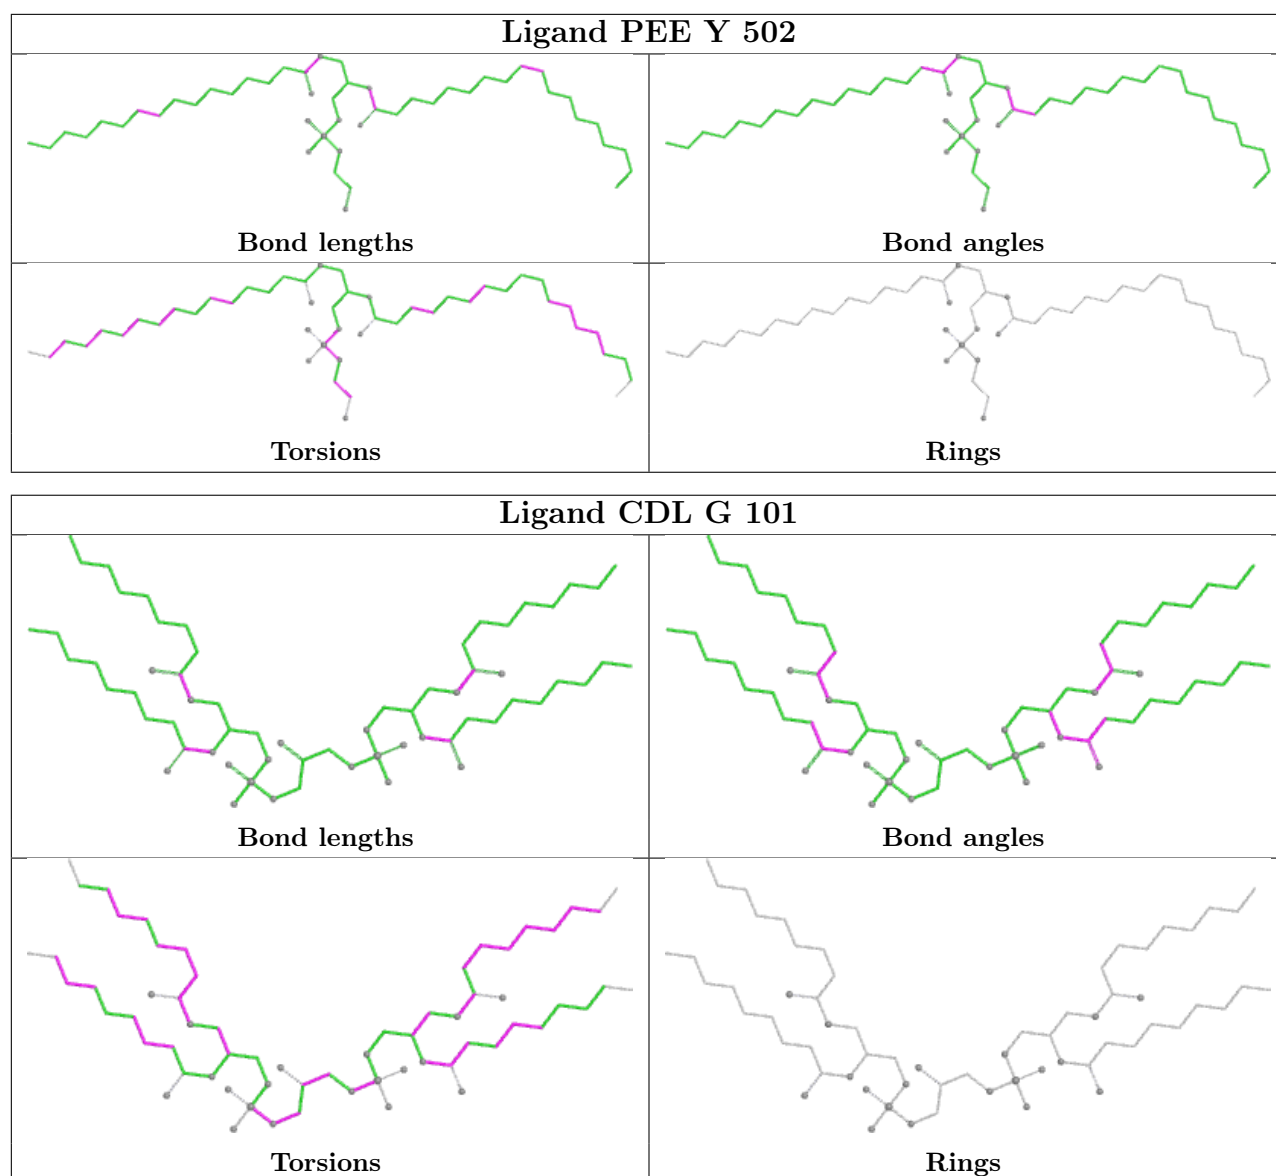 Ligand PEE Y 502
Bond lengths
Bond angles
Torsions
Rings
Ligand CDL G 101
Bond lengths
Bond angles
Torsions
Rings